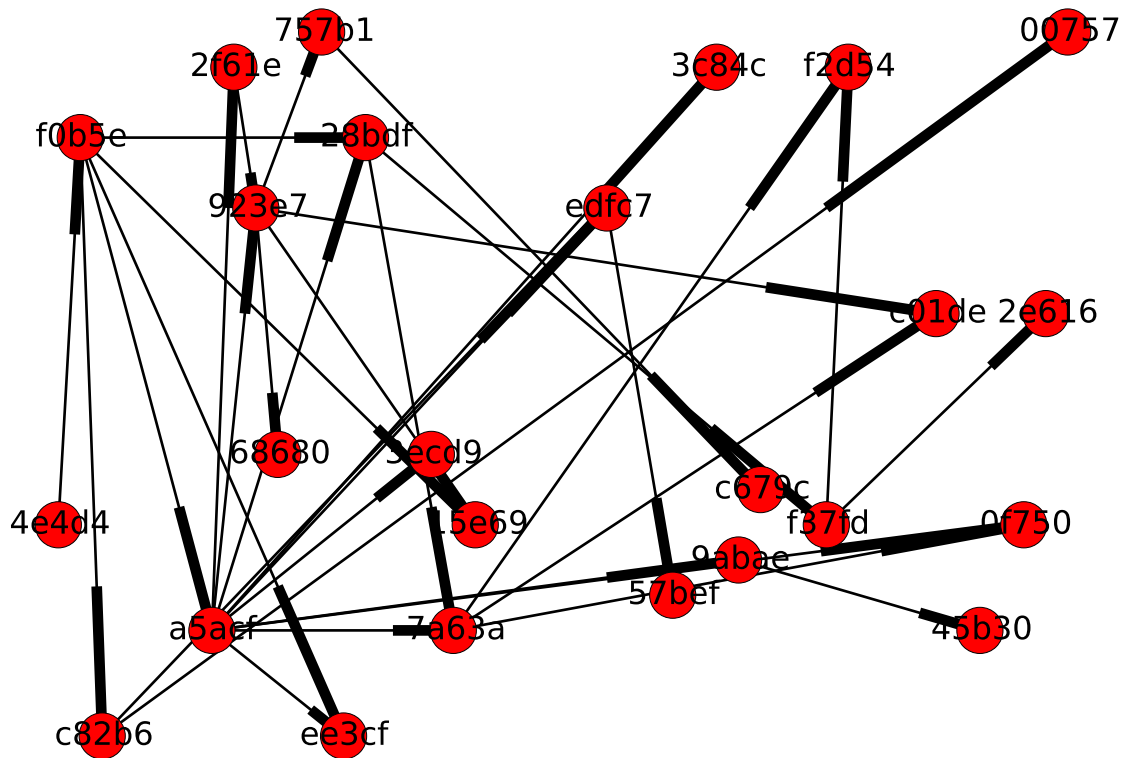 757b1
00757
2f61e
3c84c
f2d54
f0b5e
28bdf
923e7
edfc7
c01de
2e616
68680
3ecd9
c679c
4e4d4
15e69
f37fd
0f750
9abae
57bef
a5acf
7a63a
45b30
c82b6
ee3cf